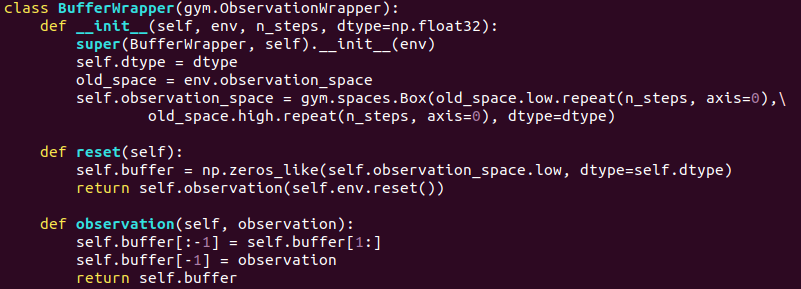 class BufferWrapper(gym.ObservationWrapper):
    def __init__(self, env, n_steps, dtype=np.float32):
        super(BufferWrapper, self).__init__(env)
        self.dtype = dtype
        old_space = env.observation_space
        self.observation_space = gym.spaces.Box(old_space.low.repeat(n_steps, axis=0),\
                old_space.high.repeat(n_steps, axis=0), dtype=dtype)

    def reset(self):
        self.buffer = np.zeros_like(self.observation_space.low, dtype=self.dtype)
        return self.observation(self.env.reset())

    def observation(self, observation):
        self.buffer[:-1] = self.buffer[1:]
        self.buffer[-1] = observation
        return self.buffer